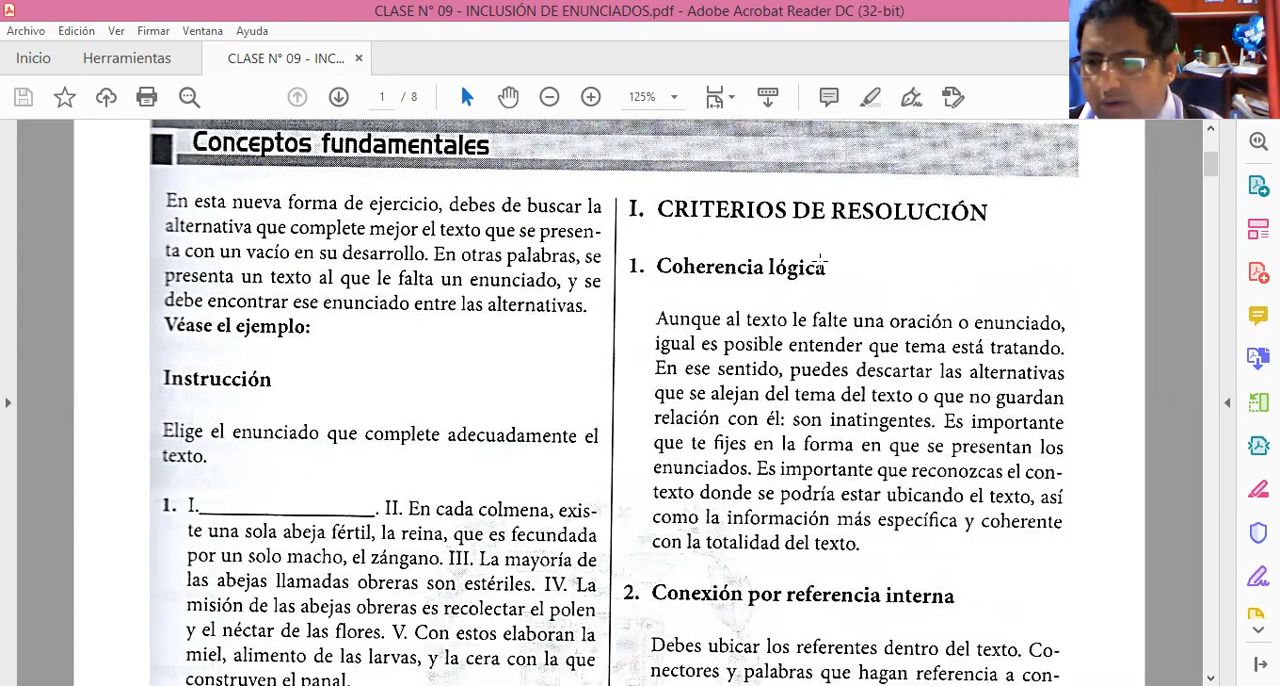 CLASE N° 09 - INCLUSIÓN DE ENUNCIADOS.pdf - Adobe Acrobat Reader DC (32-bit)
Archivo Edición Ver Firmar Ventana Ayuda
Inicio Herramientas CLASE N° 09 - INC... ×
1 / 8 125%
Conceptos fundamentales
En esta nueva forma de ejercicio, debes de buscar la
alternativa que complete mejor el texto que se presen-
ta con un vacío en su desarrollo. En otras palabras, se
presenta un texto al que le falta un enunciado, y se
debe encontrar ese enunciado entre las alternativas.
Véase el ejemplo:
Instrucción
Elige el enunciado que complete adecuadamente el
texto.
1. I.________________. II. En cada colmena, exis-
te una sola abeja fértil, la reina, que es fecundada
por un solo macho, el zángano. III. La mayoría de
las abejas llamadas obreras son estériles. IV. La
misión de las abejas obreras es recolectar el polen
y el néctar de las flores. V. Con estos elaboran la
miel, alimento de las larvas, y la cera con la que
construyen el panal.
I. CRITERIOS DE RESOLUCIÓN
1. Coherencia lógica
Aunque al texto le falte una oración o enunciado,
igual es posible entender que tema está tratando.
En ese sentido, puedes descartar las alternativas
que se alejan del tema del texto o que no guardan
relación con él: son inatingentes. Es importante
que te fijes en la forma en que se presentan los
enunciados. Es importante que reconozcas el con-
texto donde se podría estar ubicando el texto, así
como la información más específica y coherente
con la totalidad del texto.
2. Conexión por referencia interna
Debes ubicar los referentes dentro del texto. Co-
nectores y palabras que hagan referencia a con-